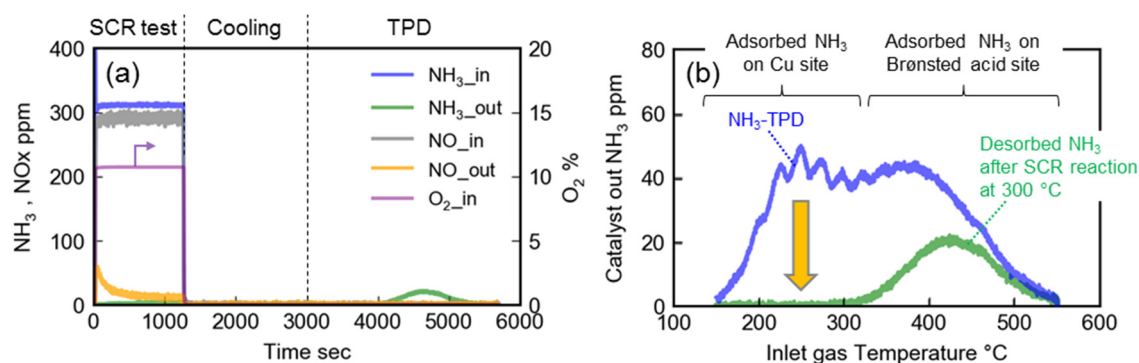 SCR test Cooling TPD
(a)
400
300
200
100
0
NH₃ , NOx ppm
20
15
10
5
0
O₂ %
NH₃_in
NH₃_out
NO_in
NO_out
O₂_in
0 1000 2000 3000 4000 5000 6000
Time sec
Adsorbed NH₃
on Cu site
Adsorbed NH₃ on
Brønsted acid site
(b)
80
60
40
20
0
Catalyst out NH₃ ppm
NH₃-TPD
Desorbed NH₃
after SCR reaction
at 300 °C
100 200 300 400 500 600
Inlet gas Temperature °C